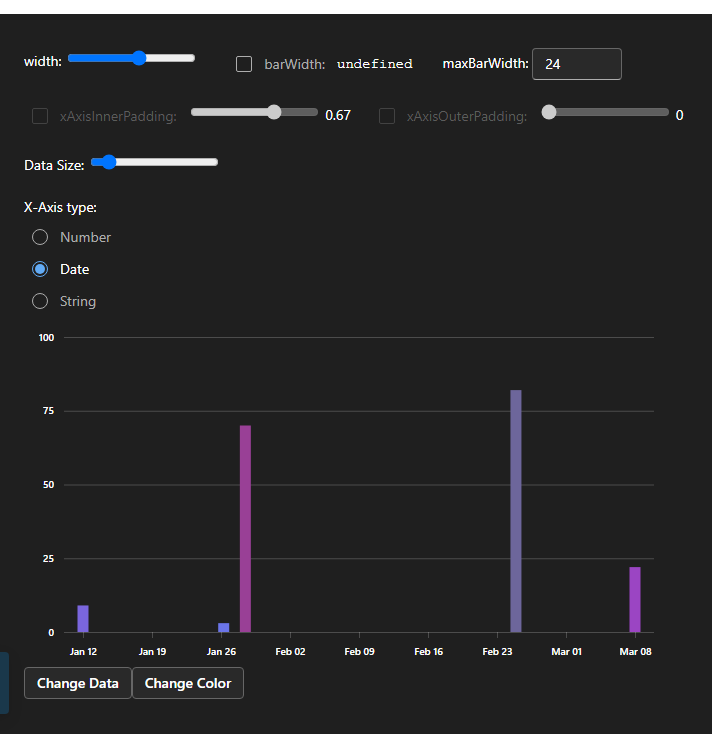 width: barWidth: undefined maxBarWidth: 24
xAxisInnerPadding: 0.67 xAxisOuterPadding: 0
Data Size:
X-Axis type:
Number
Date
String
100
75
50
25
0
Jan 12 Jan 19 Jan 26 Feb 02 Feb 09 Feb 16 Feb 23 Mar 01 Mar 08
Change Data Change Color